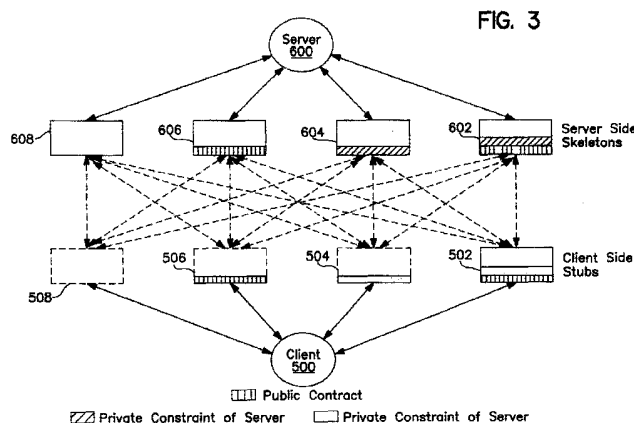 FIG. 3
Server
600
608
606
604
602
Server Side
Skeletons
508
506
504
502
Client Side
Stubs
Client
500
Public Contract
Private Constraint of Server
Private Constraint of Server